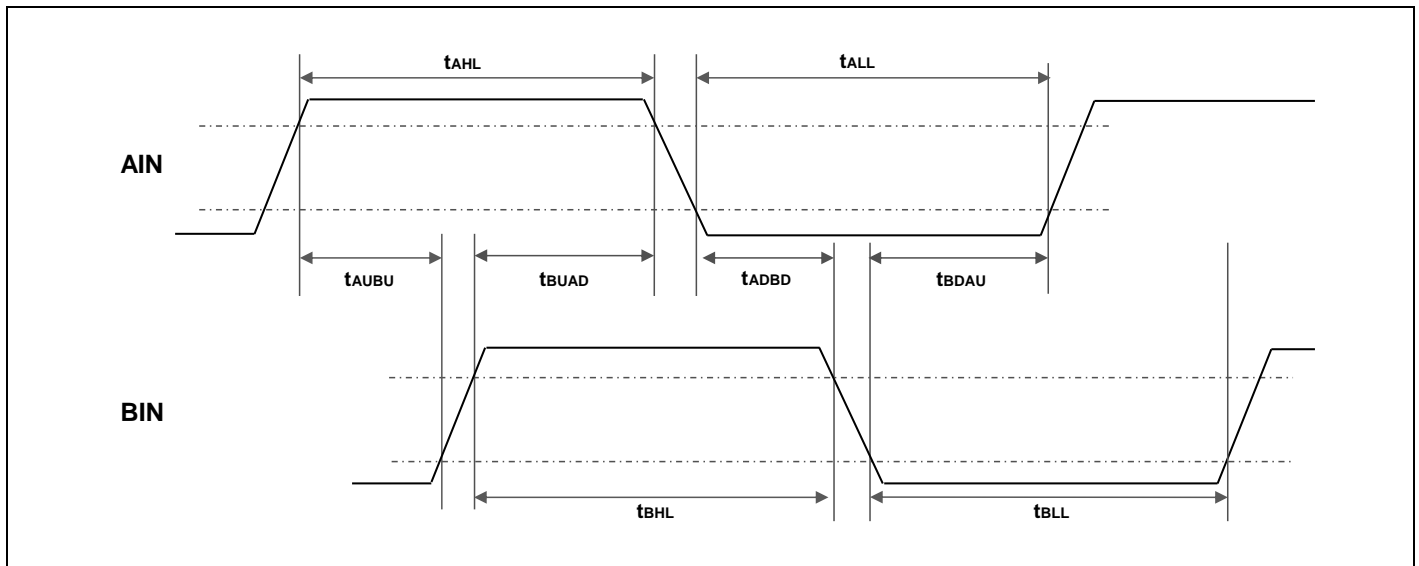 tAHL
tALL
AIN
tAUBU
tBUAD
tADBD
tBDAU
BIN
tBHL
tBLL